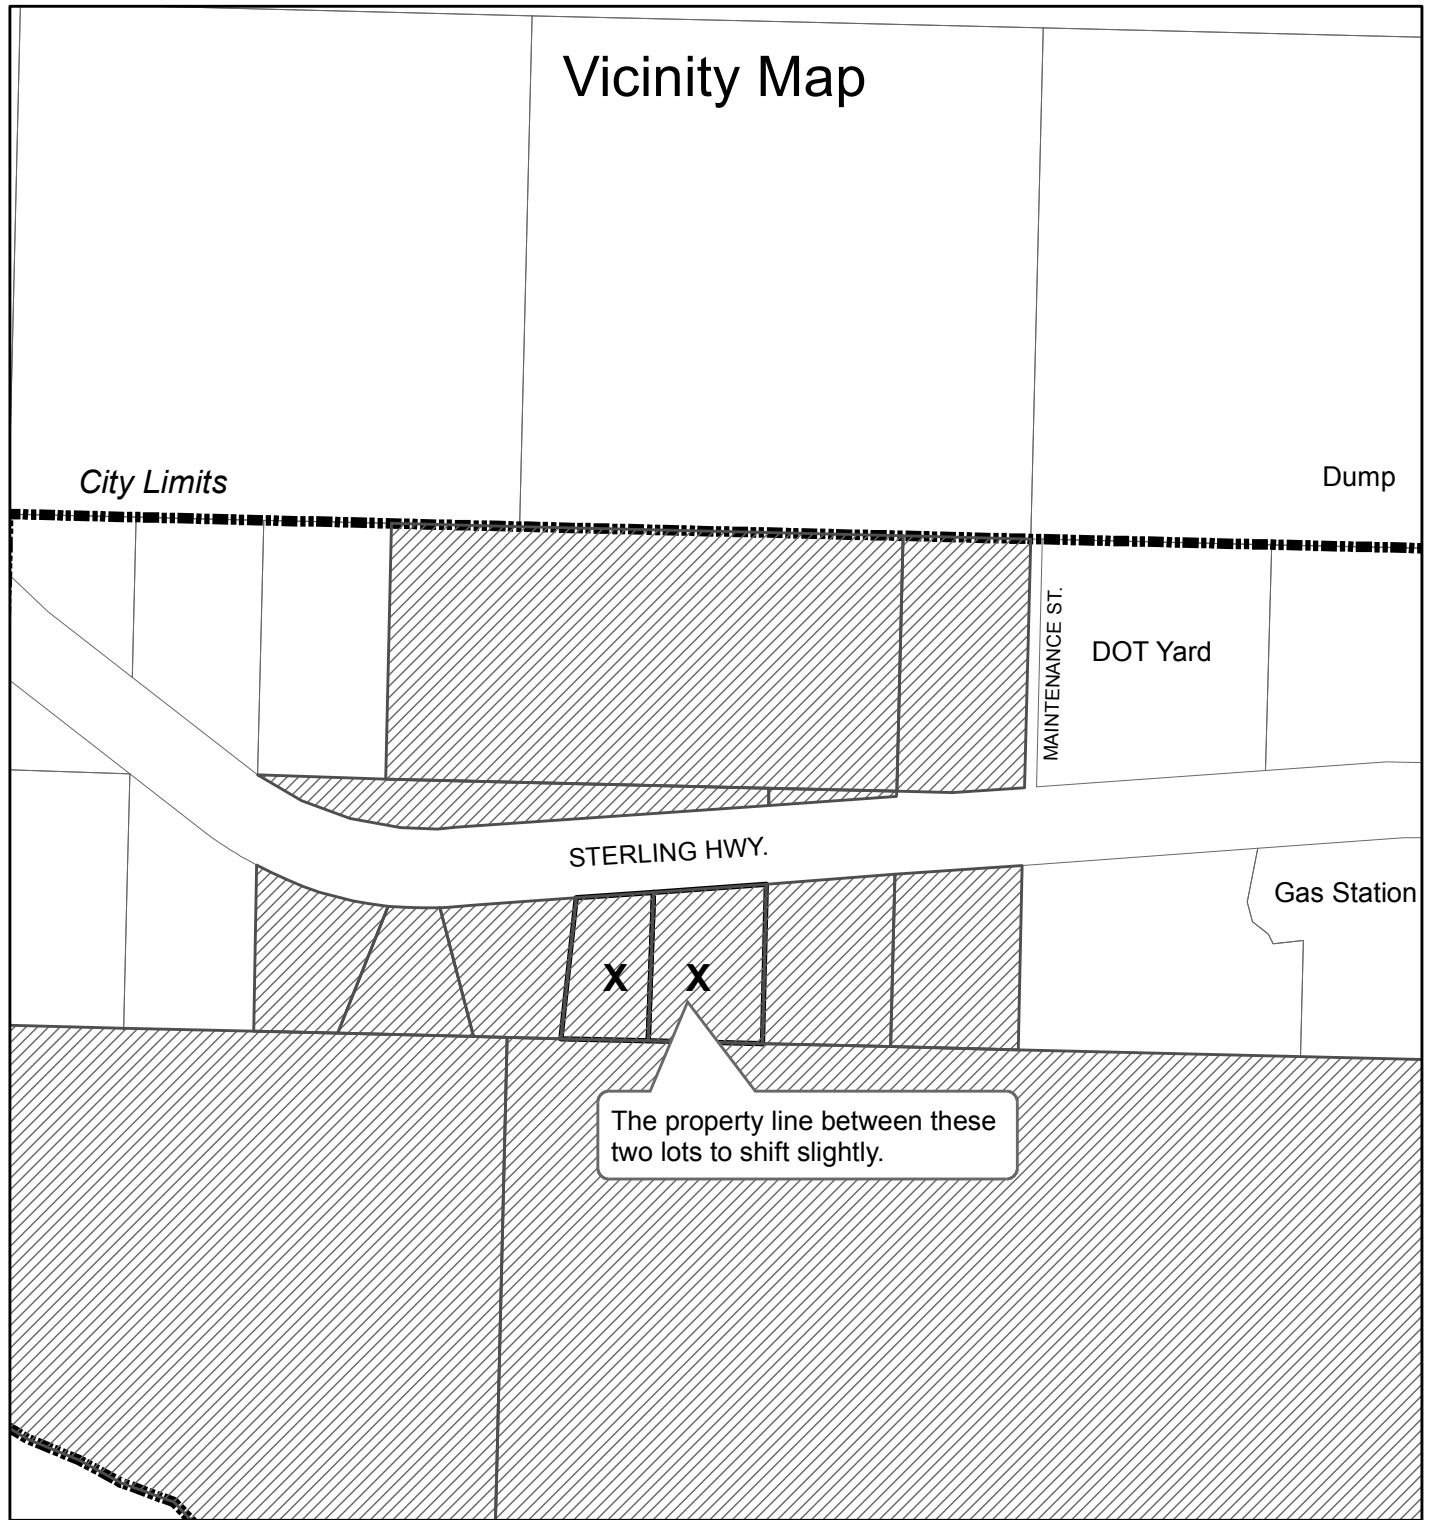 Vicinity Map
City Limits
Dump
MAINTENANCE ST.
DOT Yard
STERLING HWY.
Gas Station
X X
The property line between these
two lots to shift slightly.